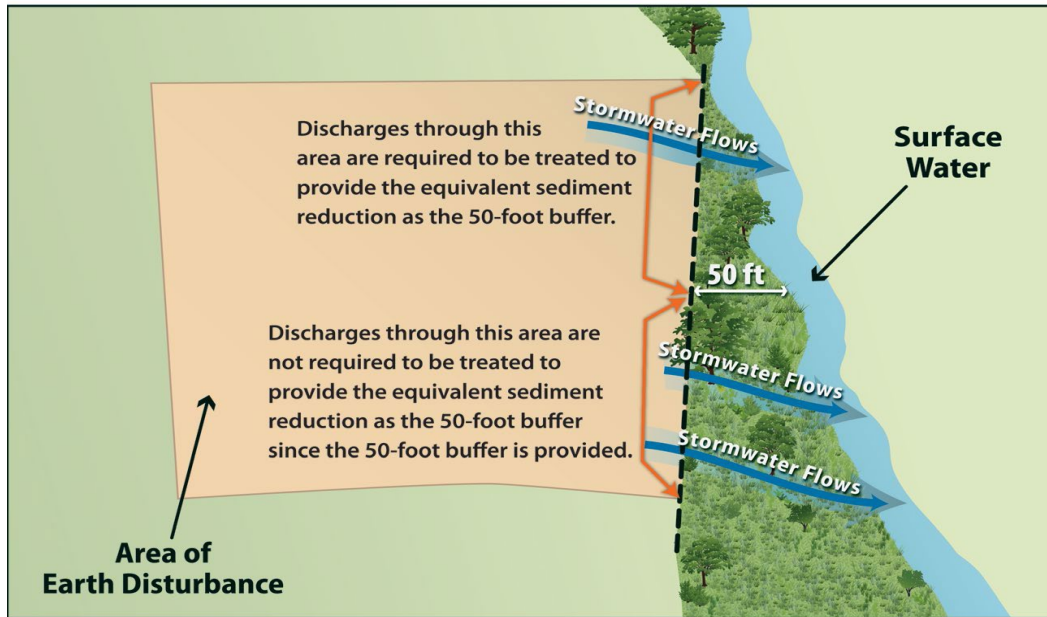 Stormwater Flows
Discharges through this
area are required to be treated to
provide the equivalent sediment
reduction as the 50-foot buffer.
Surface
Water
50 ft
Discharges through this area are
not required to be treated to
provide the equivalent sediment
reduction as the 50-foot buffer
since the 50-foot buffer is provided.
Stormwater Flows
Stormwater Flows
Area of
Earth Disturbance